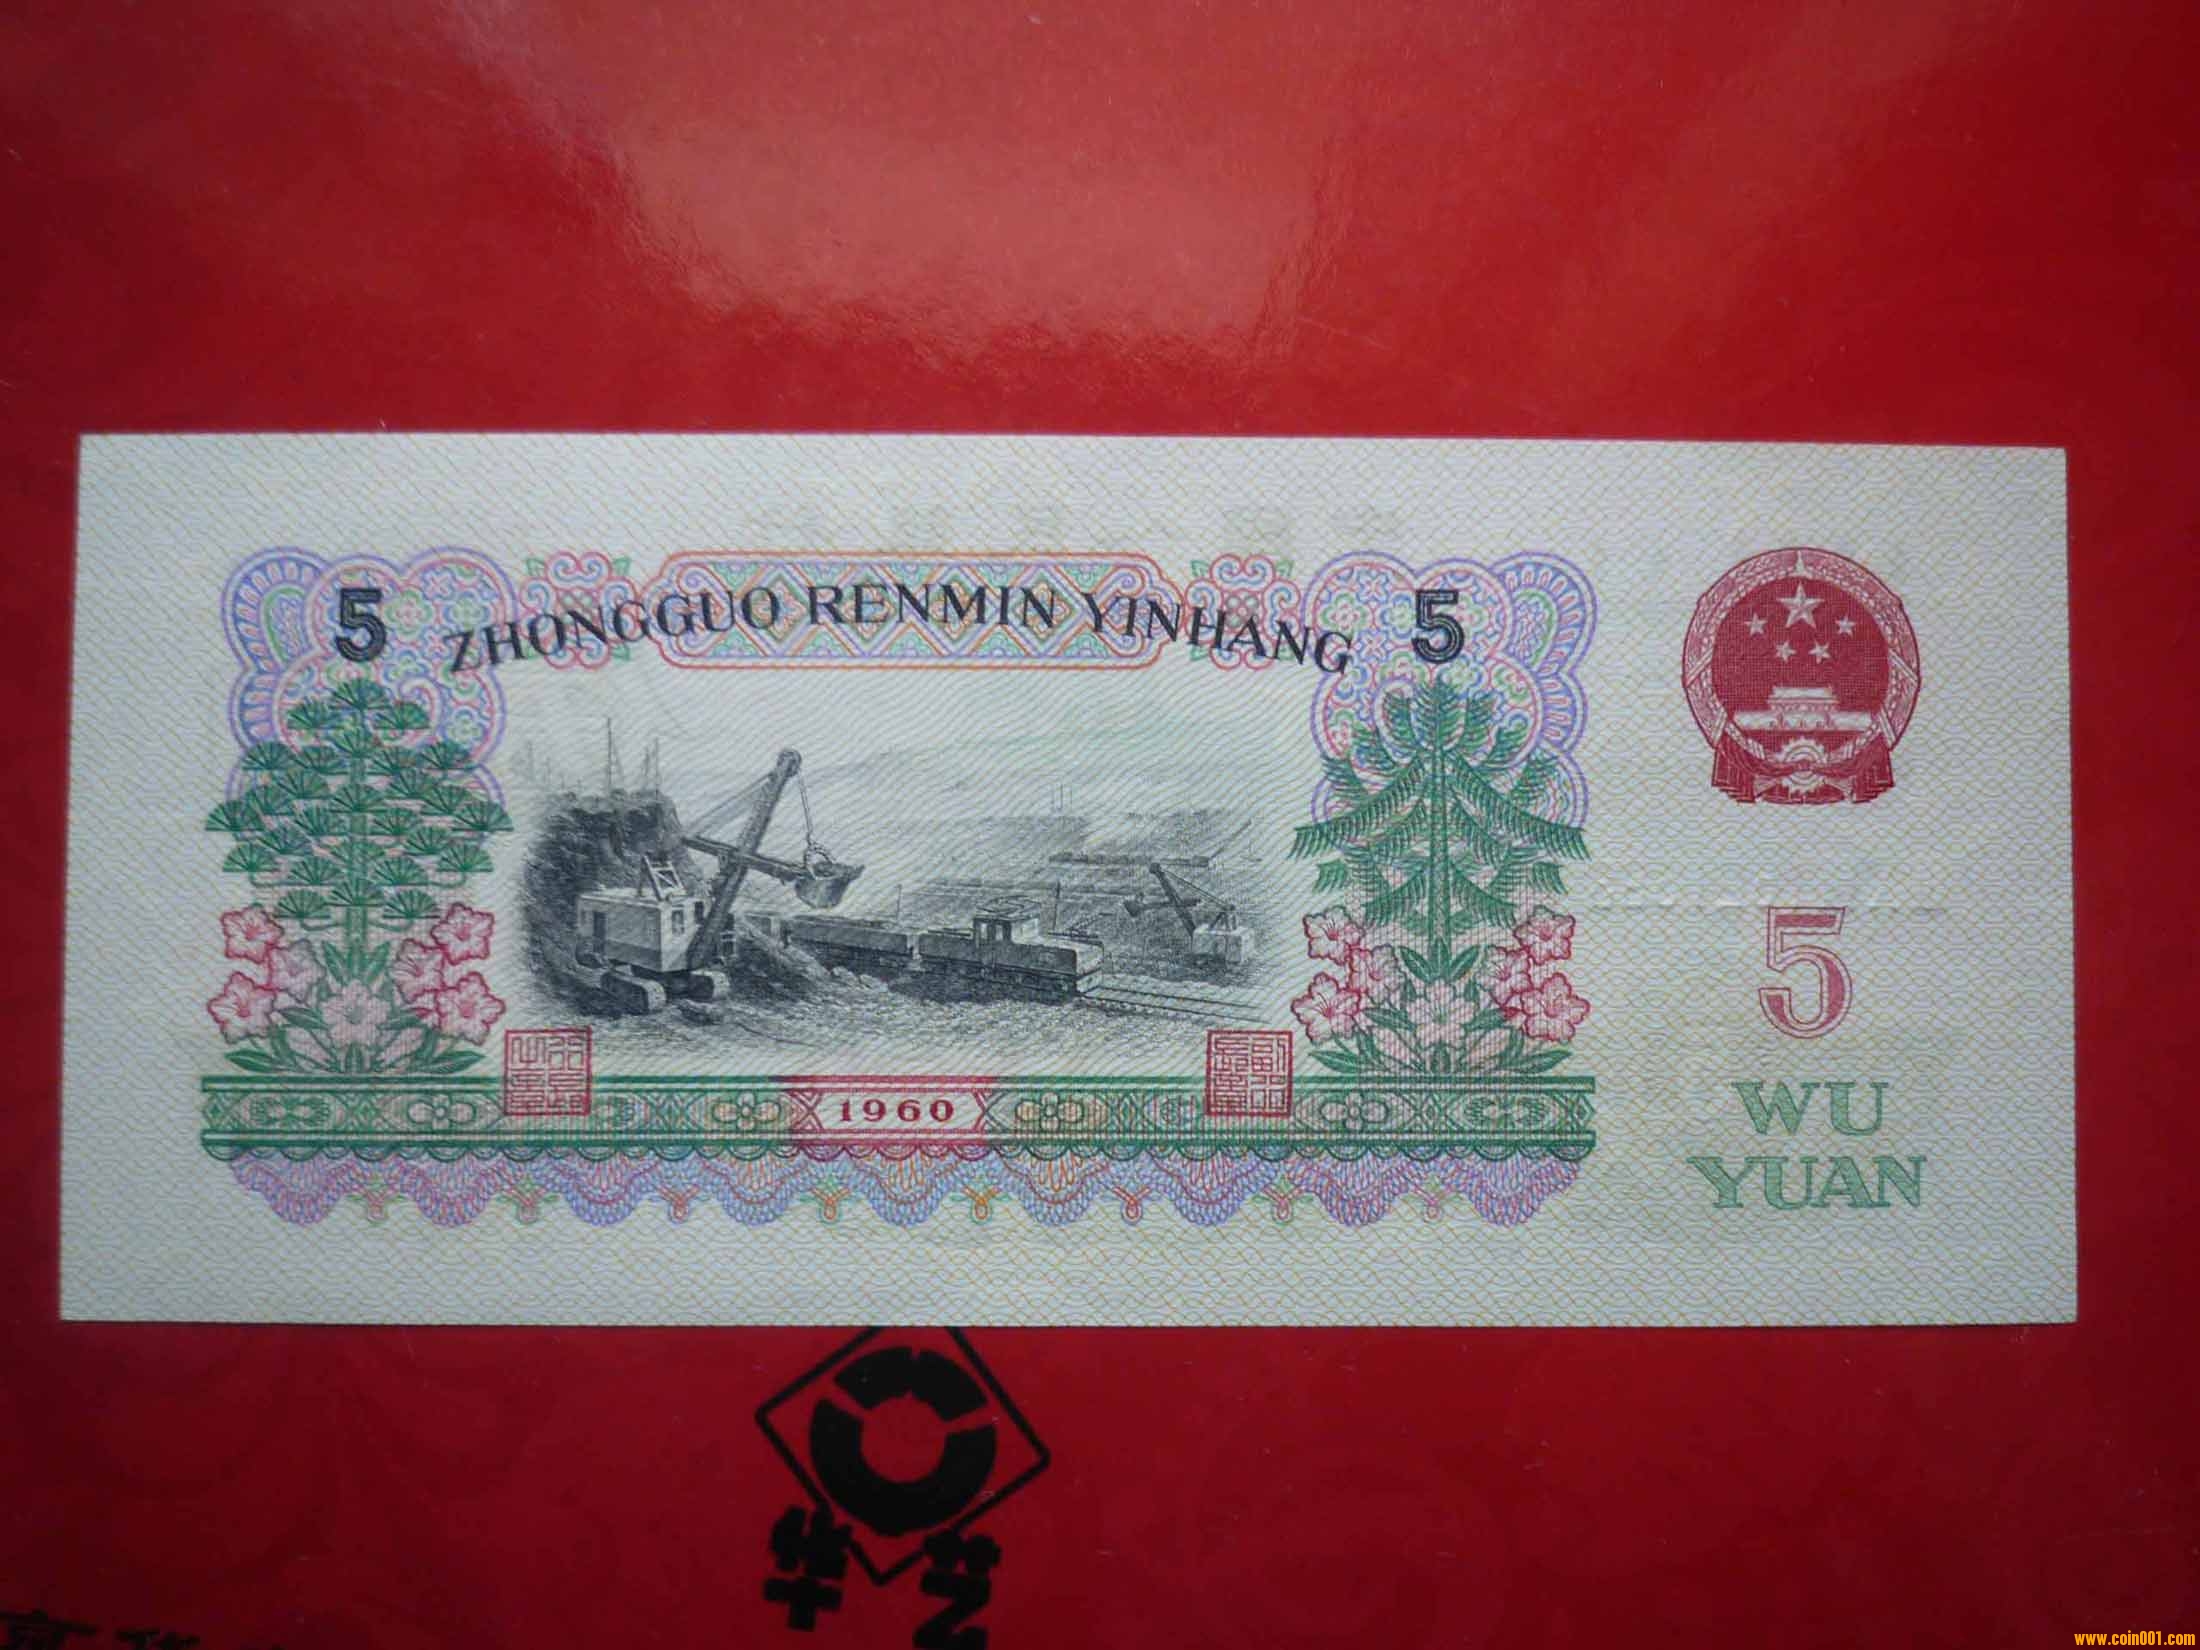 5 ZHONGGUO RENMIN YINHANG 5
5
WU
YUAN
1960
www.coin001.com